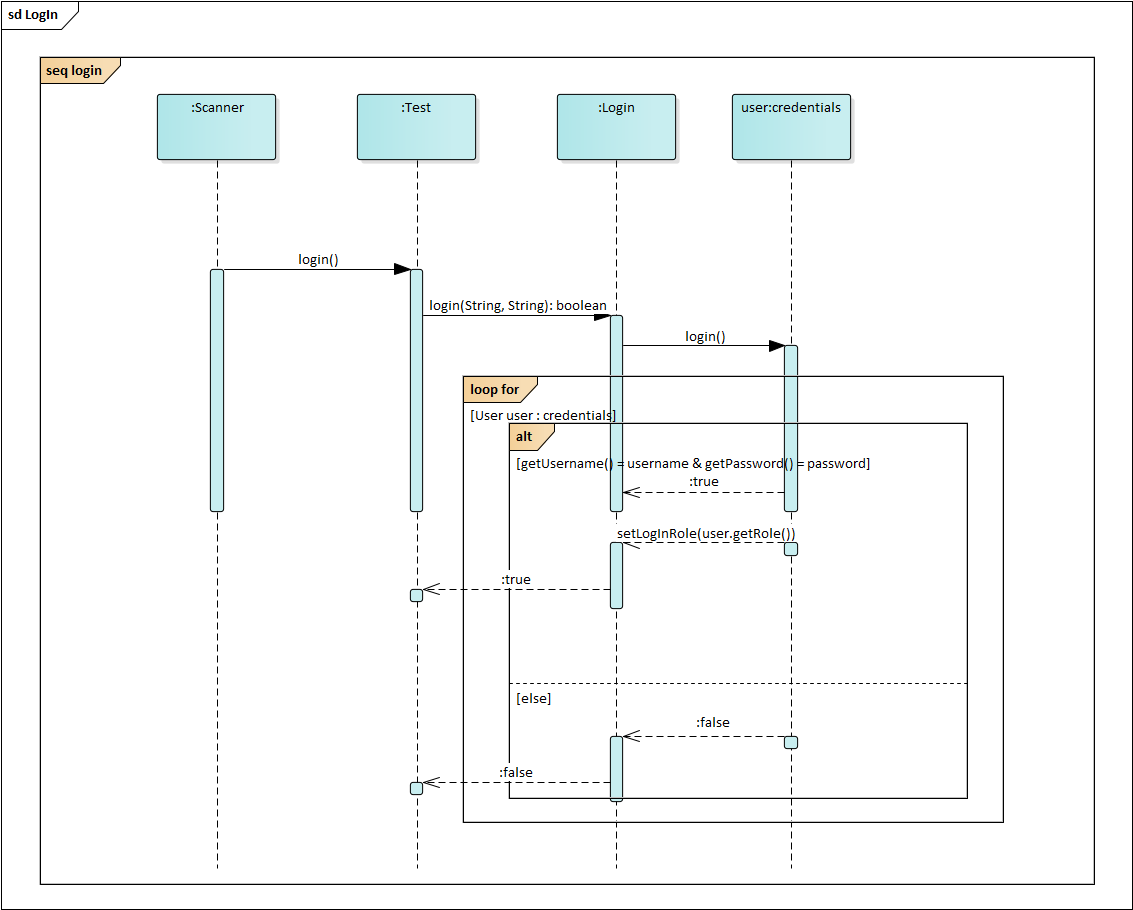 sd LogIn
seq login
:Scanner
:Test
:Login
user:credentials
login()
login(String, String): boolean
login()
loop for
[User user : credentials]
alt
[getUsername() = username & getPassword() = password]
:true
setLogInRole(user.getRole())
:true
[else]
:false
:false